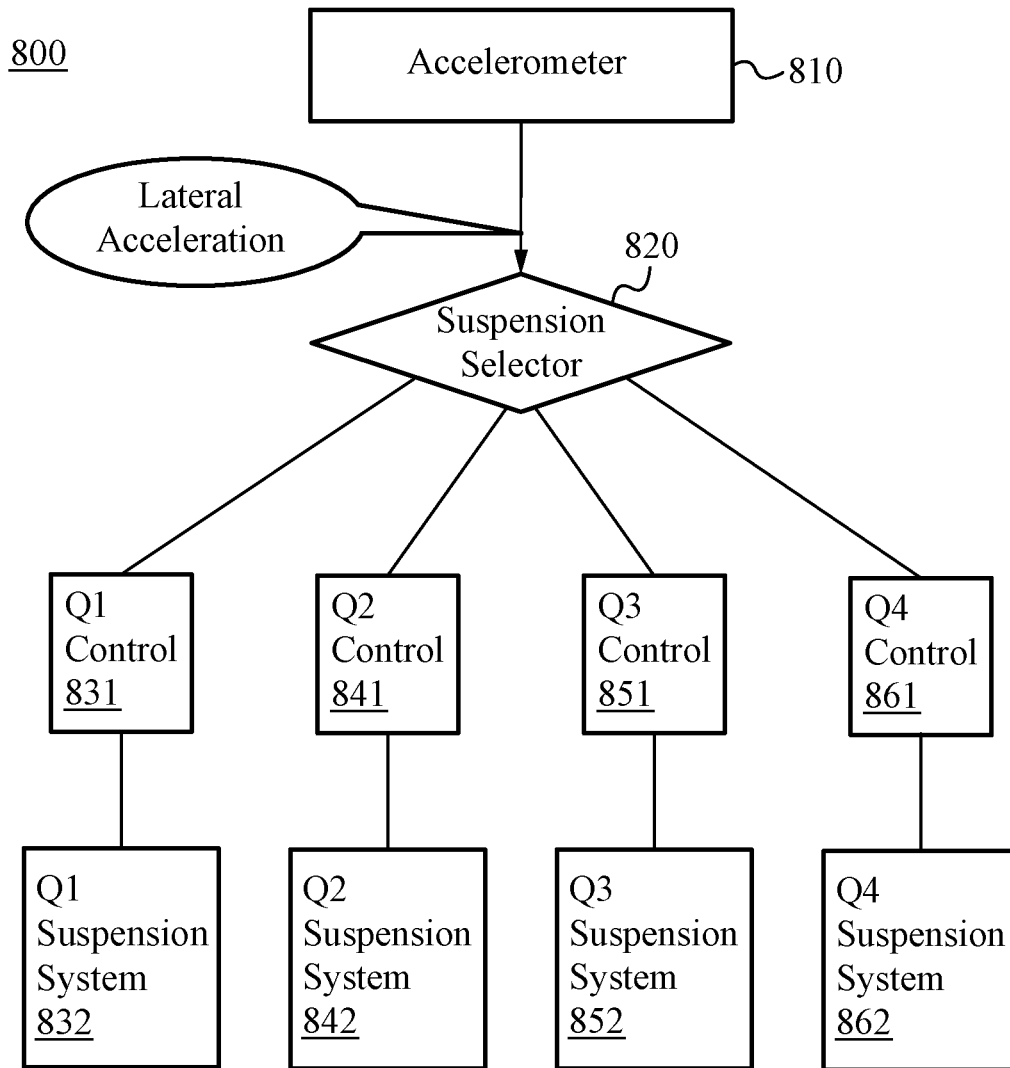 800
Accelerometer
810
Lateral
Acceleration
820
Suspension
Selector
Q1
Control
831
Q2
Control
841
Q3
Control
851
Q4
Control
861
Q1
Suspension
System
832
Q2
Suspension
System
842
Q3
Suspension
System
852
Q4
Suspension
System
862